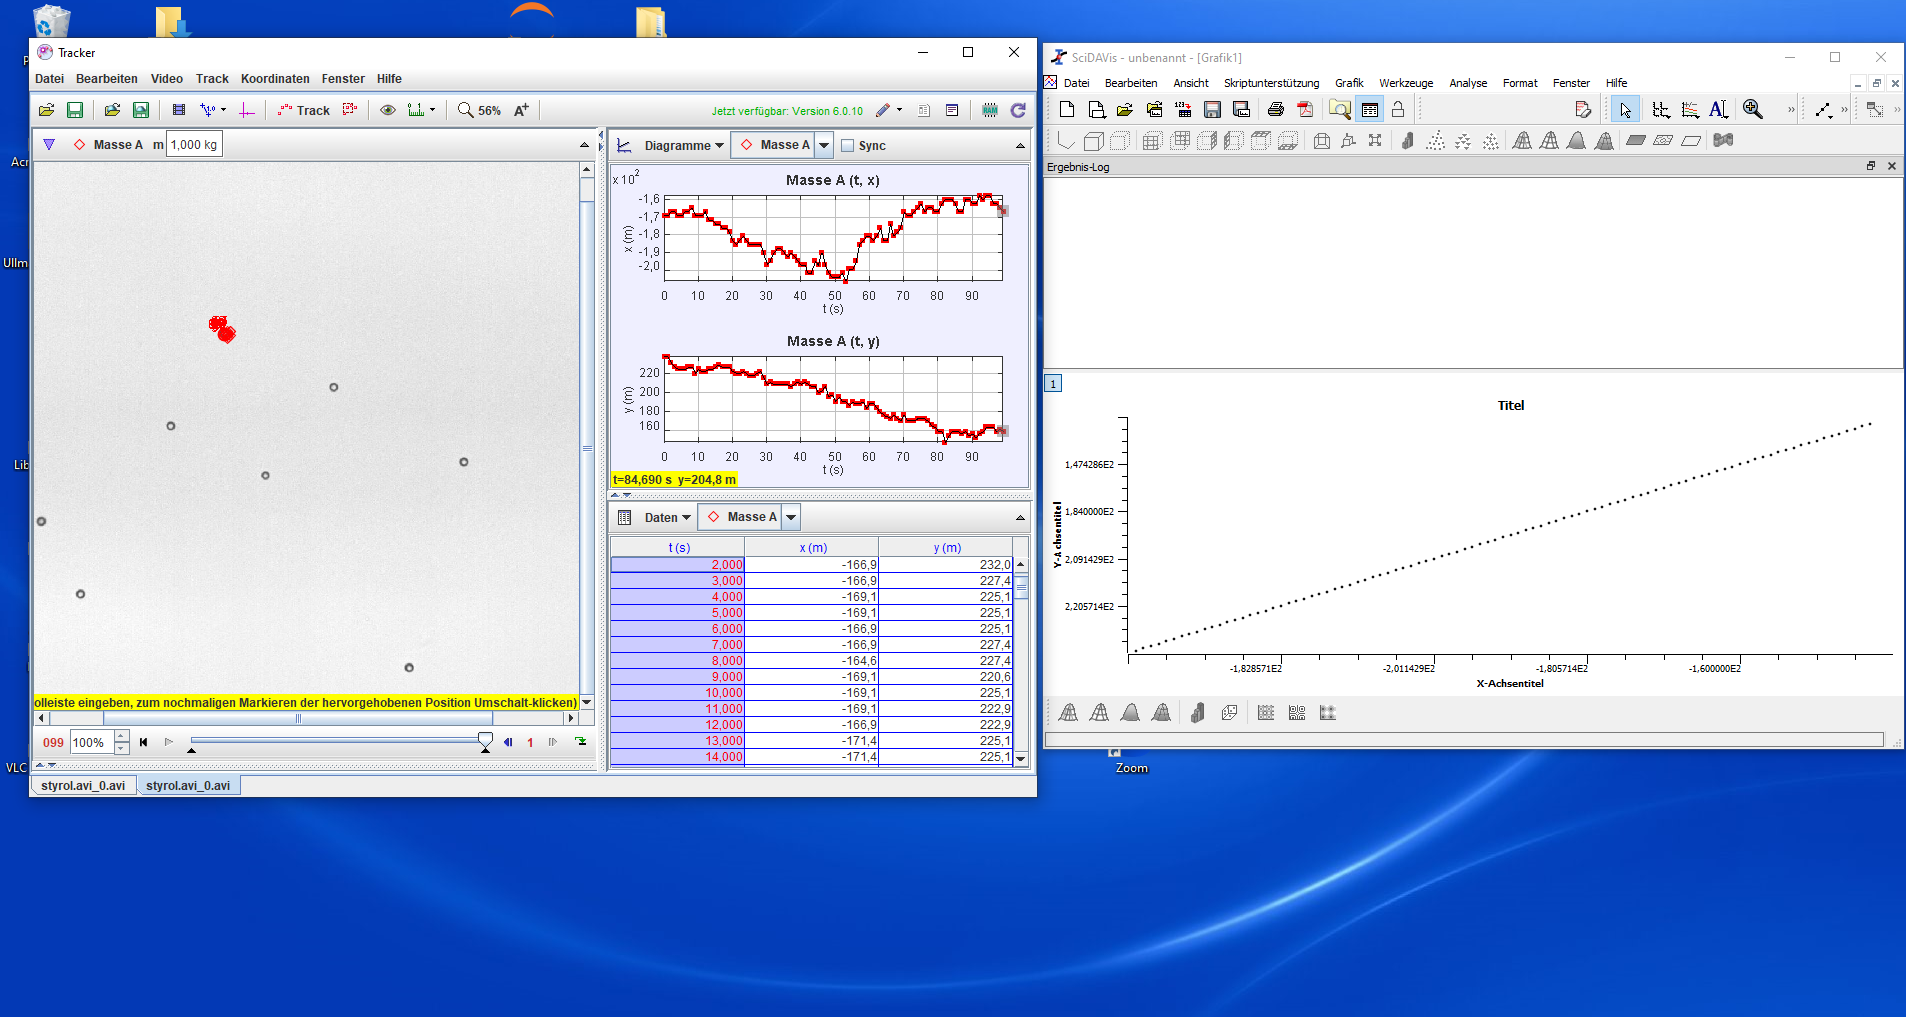 Tracker
Datei Bearbeiten Video Track Koordinaten Fenster Hilfe
Track 56% A+ Jetzt verfügbar: Version 6.0.10
Masse A m 1,000 kg
olleiste eingeben, zum nochmaligen Markieren der hervorgehobenen Position Umschalt-klicken)
099 100% 1
styrol.avi_0.avi styrol.avi_0.avi
Diagramme Masse A Sync
x 10²
Masse A (t, x)
-1,6
-1,7
-1,8
-1,9
-2,0
x (m)
0 10 20 30 40 50 60 70 80 90
t (s)
Masse A (t, y)
220
200
180
160
y (m)
0 10 20 30 40 50 60 70 80 90
t (s)
t=84,690 s y=204,8 m
Daten Masse A
t (s) x (m) y (m)
2,000 -166,9 232,0
3,000 -166,9 227,4
4,000 -169,1 225,1
5,000 -169,1 225,1
6,000 -166,9 225,1
7,000 -166,9 227,4
8,000 -164,6 227,4
9,000 -169,1 220,6
10,000 -169,1 225,1
11,000 -169,1 222,9
12,000 -166,9 222,9
13,000 -171,4 225,1
14,000 -171,4 225,1
SciDAVis - unbenannt - [Grafik1]
Datei Bearbeiten Ansicht Skriptunterstützung Grafik Werkzeuge Analyse Format Fenster Hilfe
Ergebnis-Log
1
Titel
1,474286E2
1,840000E2
2,091429E2
2,205714E2
Y-Achsentitel
-1,828571E2 -2,011429E2 -1,805714E2 -1,600000E2
X-Achsentitel
Ullm
Lib
VLC
Zoom